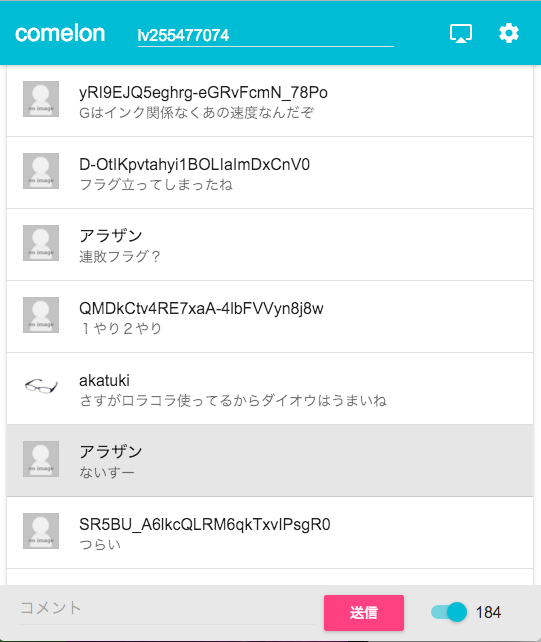 comelon
lv255477074
no image
yRI9EJQ5eghrg-eGRvFcmN_78Po
Gはインク関係なくあの速度なんだぞ
no image
D-OtIKpvtahyi1BOLIaImDxCnV0
フラグ立ってしまったね
no image
アラザン
連敗フラグ？
no image
QMDkCtv4RE7xaA-4lbFVVyn8j8w
１やり２やり
akatuki
さすがロラコラ使ってるからダイオウはうまいね
no image
アラザン
ないすー
no image
SR5BU_A6lkcQLRM6qkTxvIPsgR0
つらい
コメント
送信
184